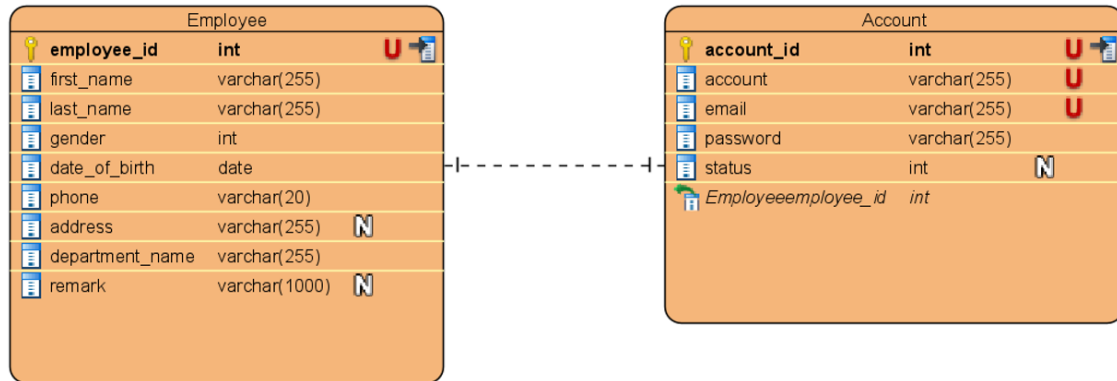 Employee
employee_id int U
first_name varchar(255)
last_name varchar(255)
gender int
date_of_birth date
phone varchar(20)
address varchar(255) N
department_name varchar(255)
remark varchar(1000) N
Account
account_id int U
account varchar(255) U
email varchar(255) U
password varchar(255)
status int N
Employeeemployee_id int